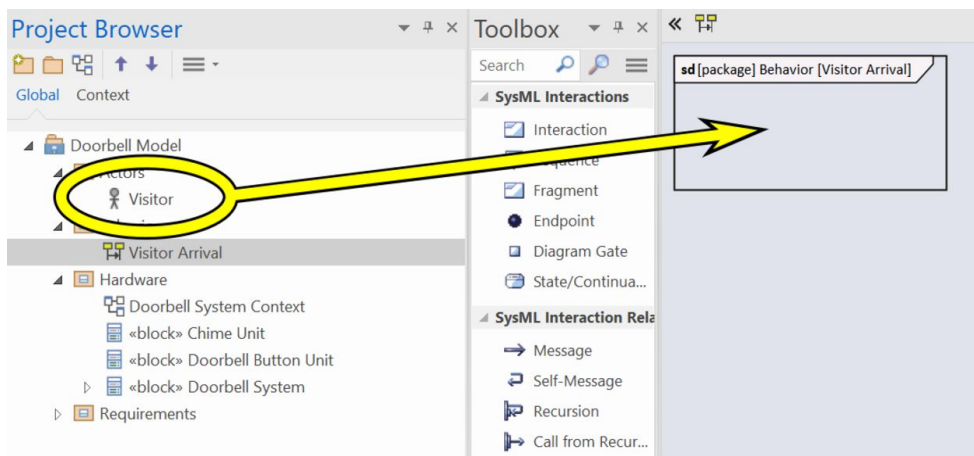 Project Browser
Global Context
Doorbell Model
Actors
Visitor
Visitor Arrival
Hardware
Doorbell System Context
«block» Chime Unit
«block» Doorbell Button Unit
«block» Doorbell System
Requirements
Toolbox
Search
SysML Interactions
Interaction
Sequence
Fragment
Endpoint
Diagram Gate
State/Continua...
SysML Interaction Rela
Message
Self-Message
Recursion
Call from Recur...
sd [package] Behavior [Visitor Arrival]